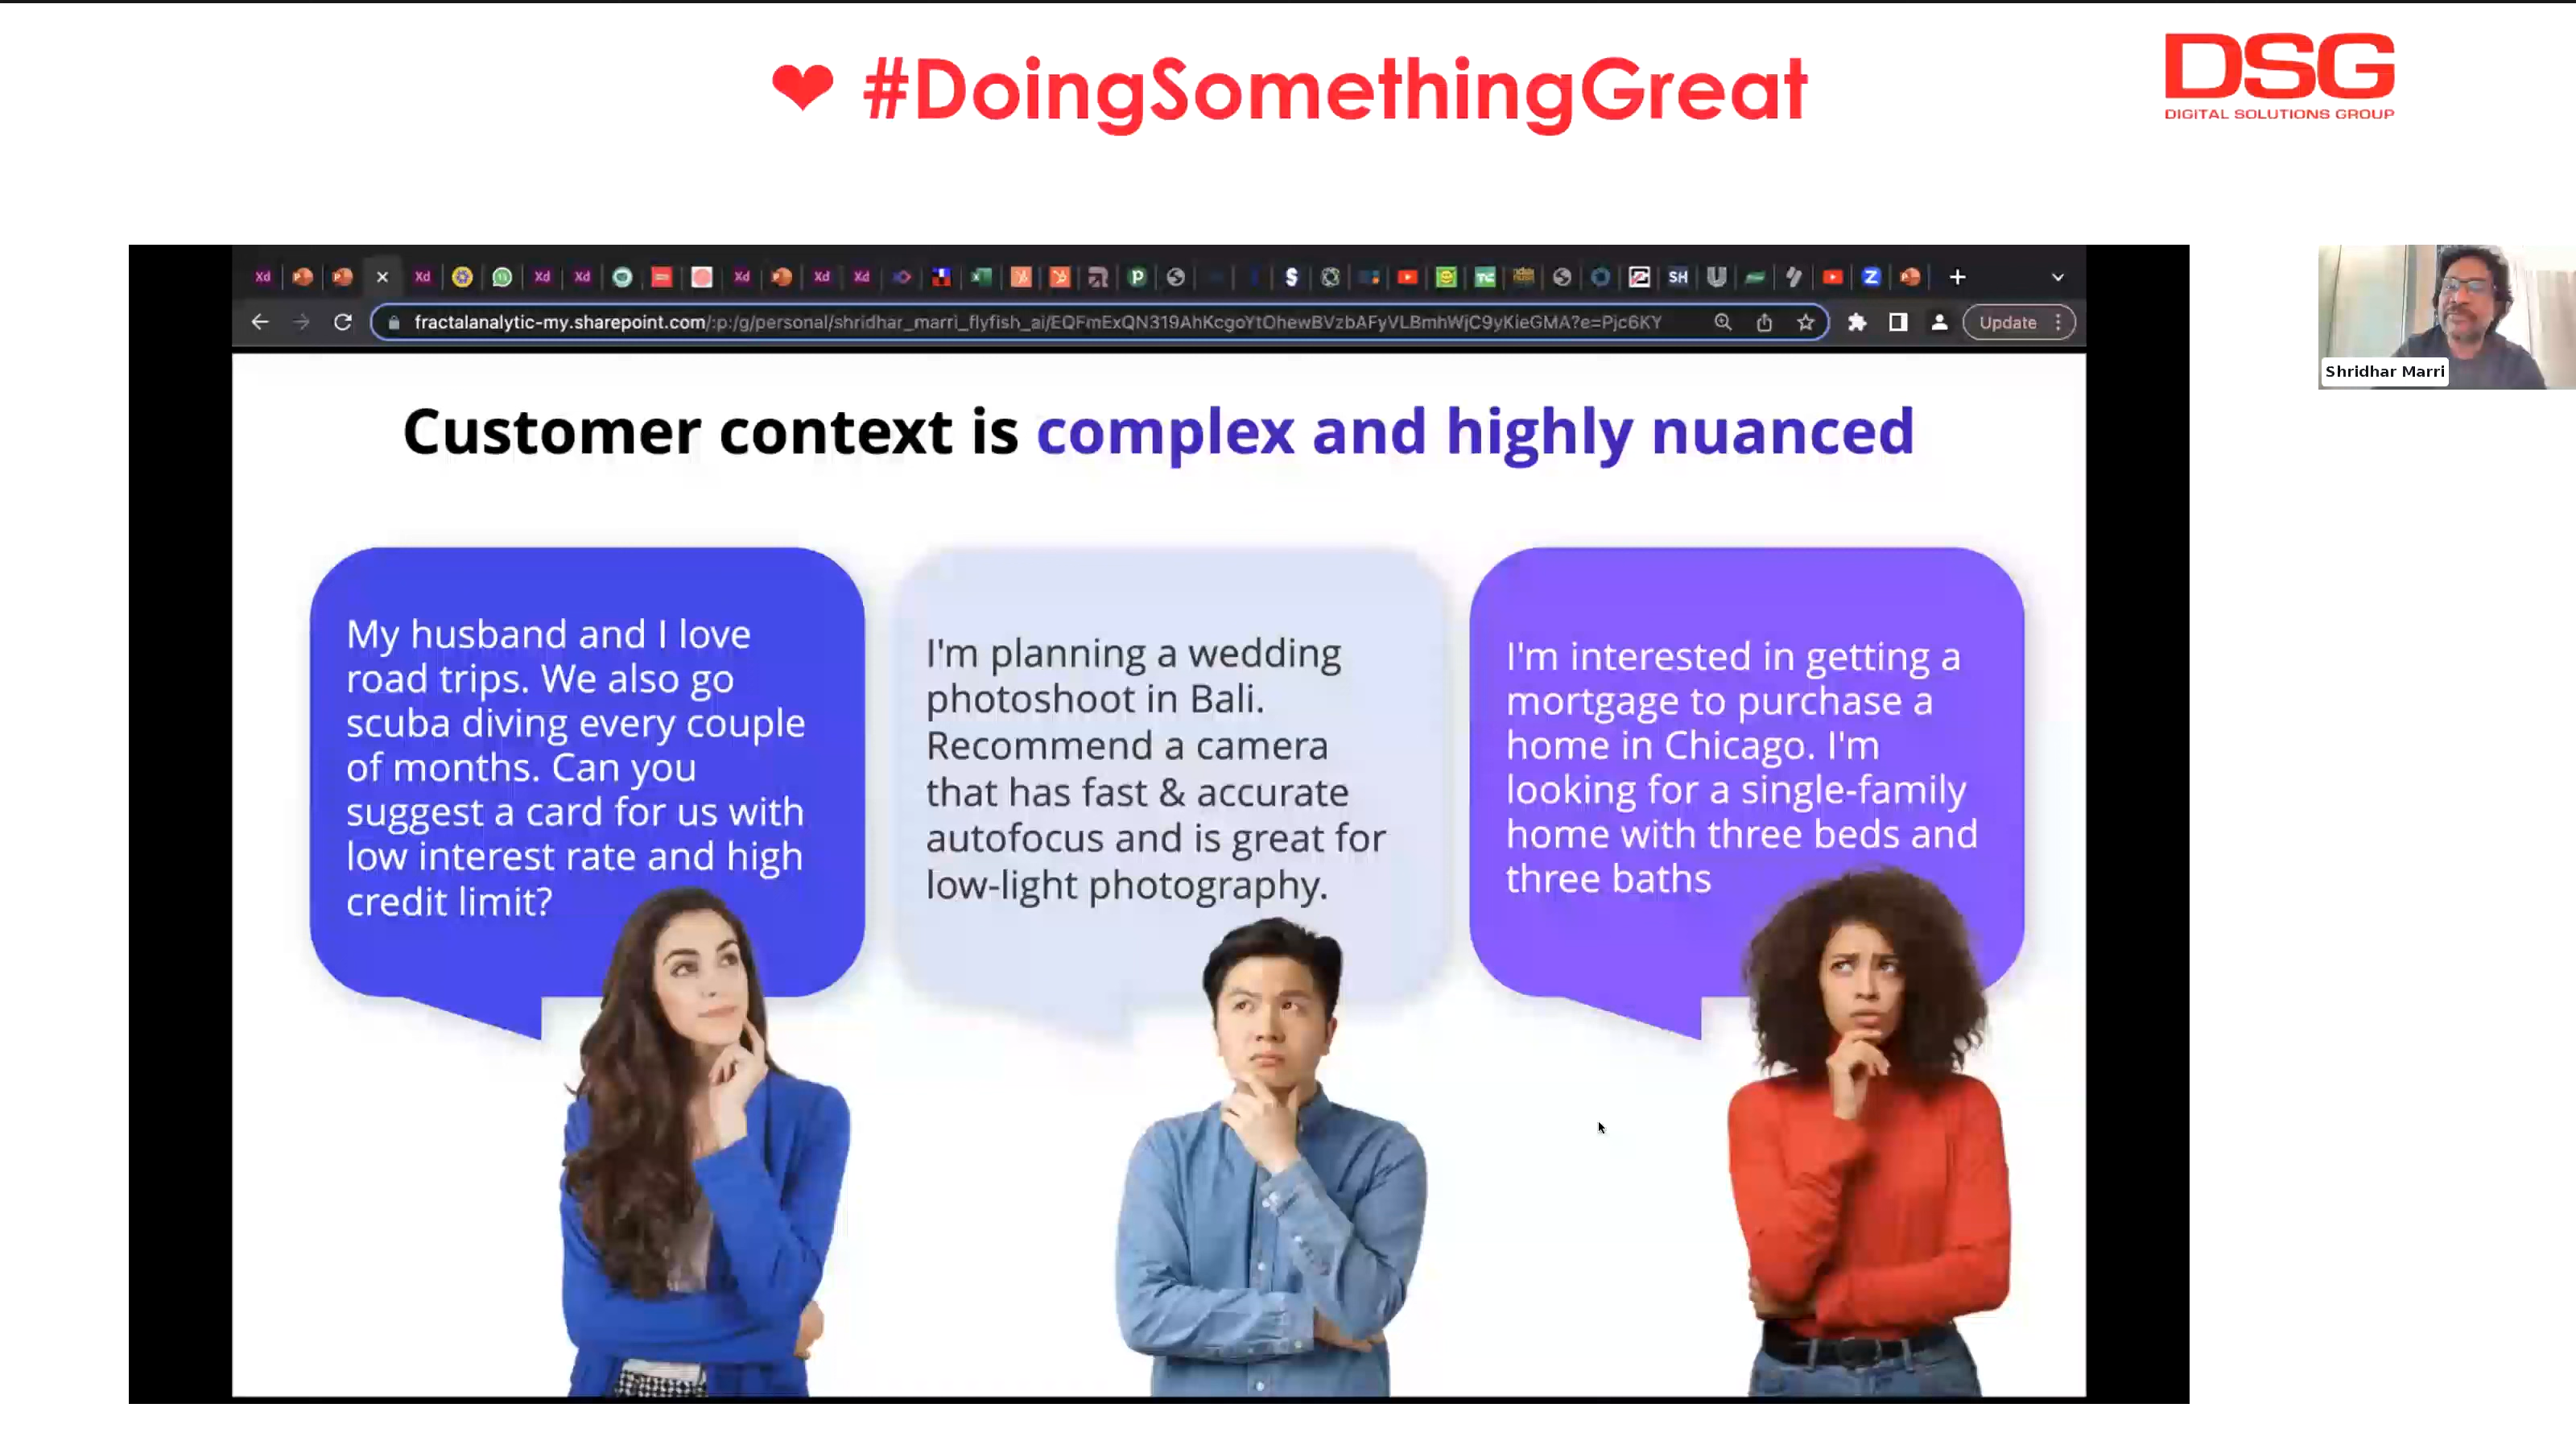 ❤ #DoingSomethingGreat
DSG
DIGITAL SOLUTIONS GROUP
fractalanalytic-my.sharepoint.com/:p:/g/personal/shridhar_marri_flyfish_ai/EQFmExQN319AhKcgoYtOhewBVzbAFyVLBmhWjC9yKieGMA?e=Pjc6KY
Update
Shridhar Marri
Customer context is complex and highly nuanced
My husband and I love
road trips. We also go
scuba diving every couple
of months. Can you
suggest a card for us with
low interest rate and high
credit limit?
I'm planning a wedding
photoshoot in Bali.
Recommend a camera
that has fast & accurate
autofocus and is great for
low-light photography.
I'm interested in getting a
mortgage to purchase a
home in Chicago. I'm
looking for a single-family
home with three beds and
three baths